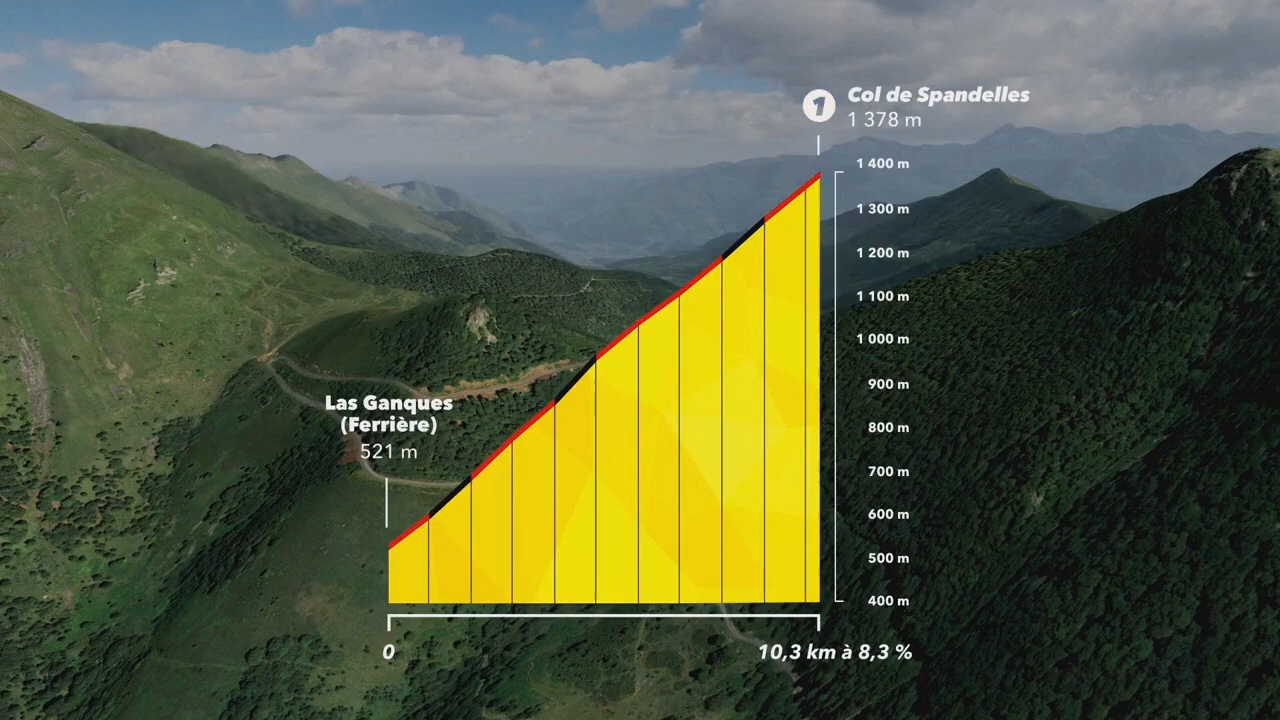 1
Col de Spandelles
1 378 m
1 400 m
1 300 m
1 200 m
1 100 m
1 000 m
900 m
800 m
700 m
600 m
500 m
400 m
Las Ganques
(Ferrière)
521 m
0
10,3 km à 8,3 %